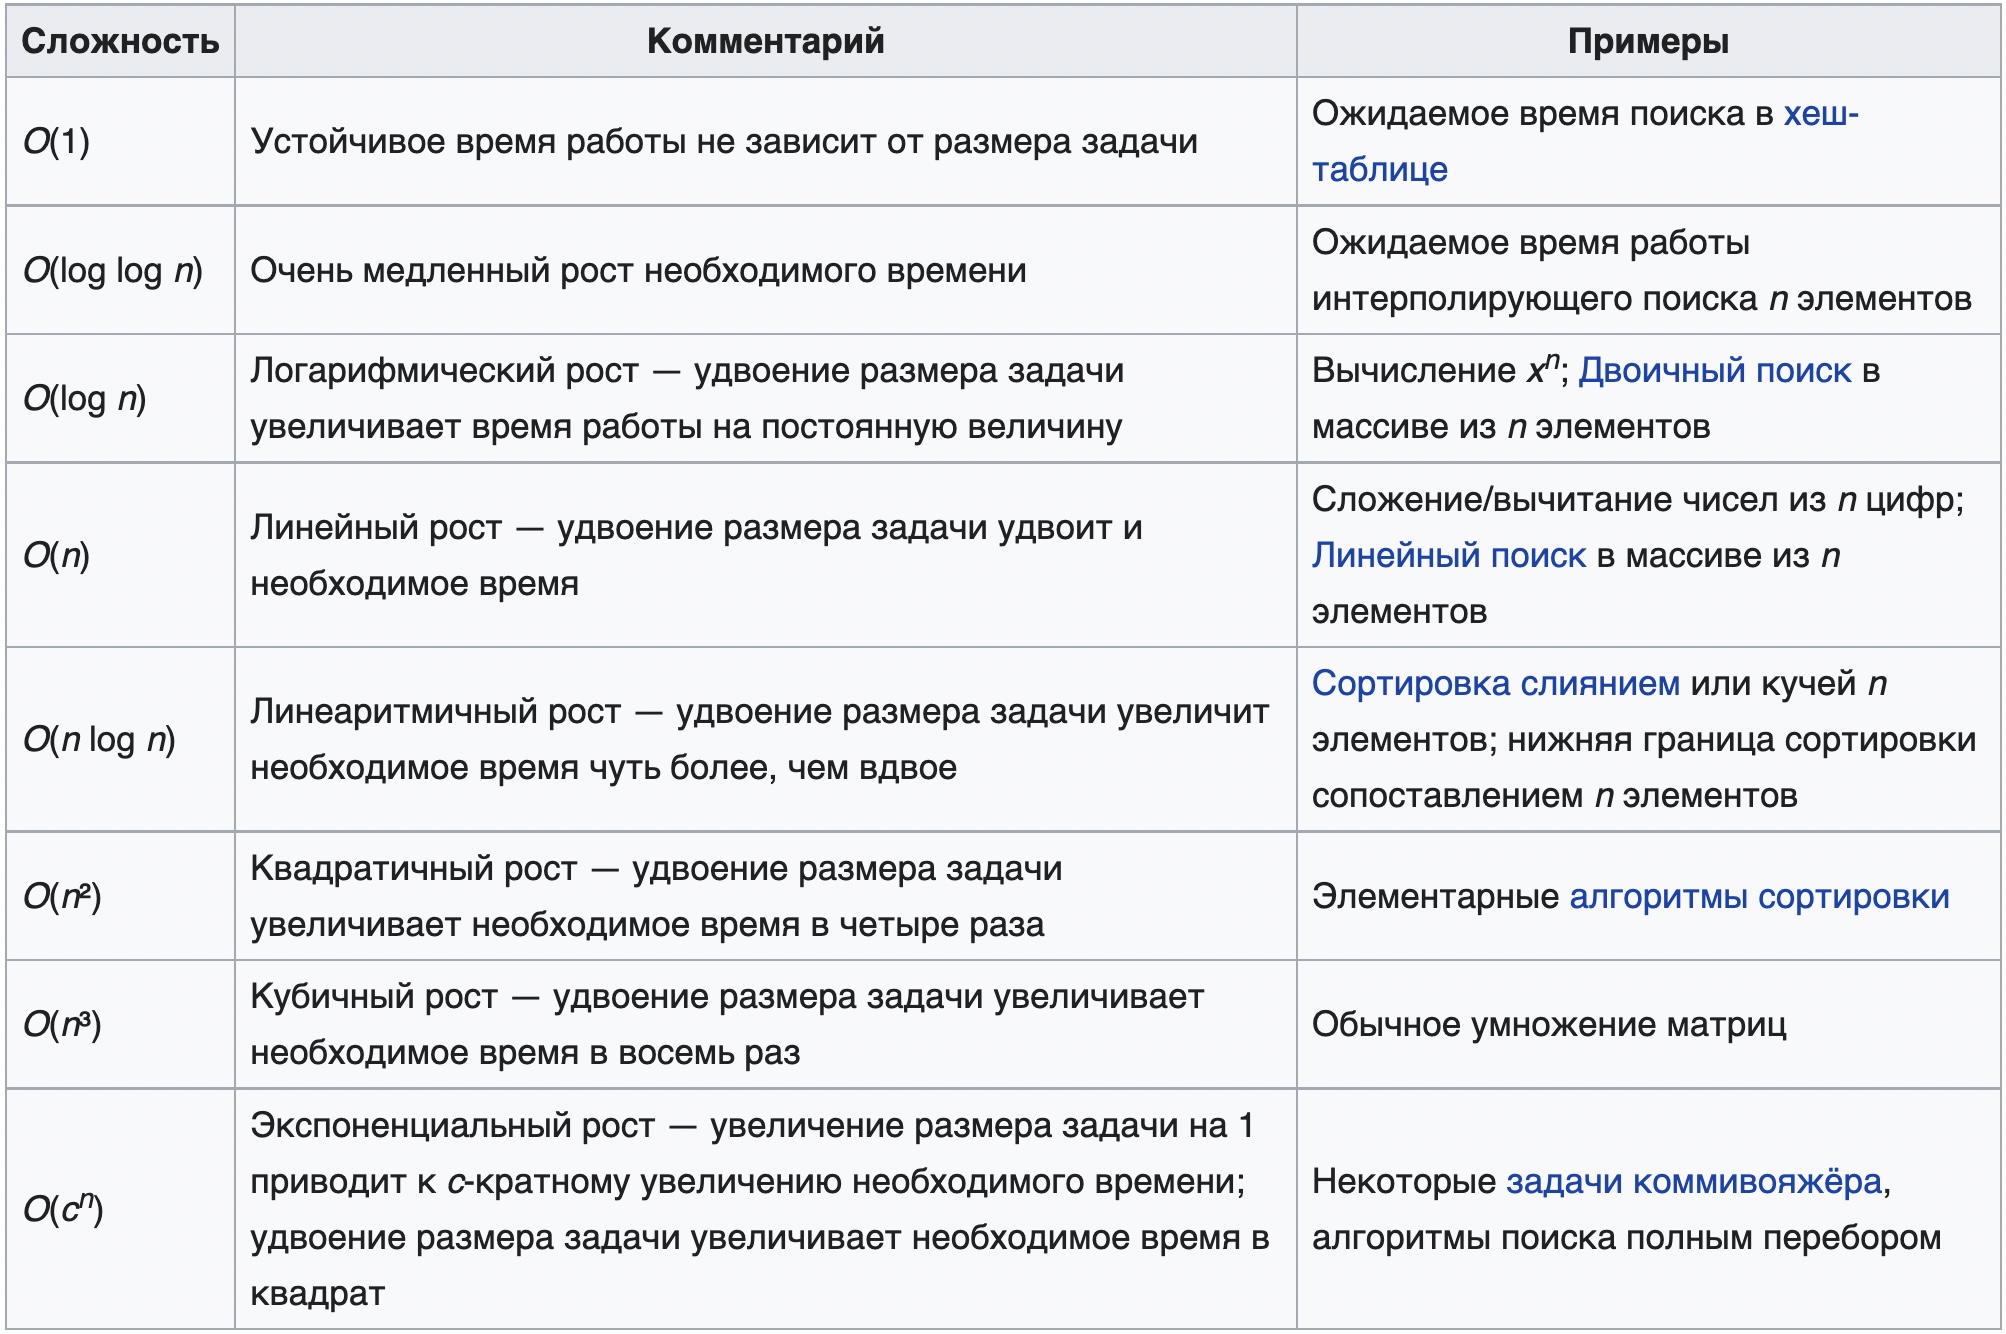 Сложность
Комментарий
Примеры
O(1)
Устойчивое время работы не зависит от размера задачи
Ожидаемое время поиска в хеш-
таблице
O(log log n)
Очень медленный рост необходимого времени
Ожидаемое время работы
интерполирующего поиска n элементов
O(log n)
Логарифмический рост — удвоение размера задачи
увеличивает время работы на постоянную величину
Вычисление xⁿ; Двоичный поиск в
массиве из n элементов
O(n)
Линейный рост — удвоение размера задачи удвоит и
необходимое время
Сложение/вычитание чисел из n цифр;
Линейный поиск в массиве из n
элементов
O(n log n)
Линеаритмичный рост — удвоение размера задачи увеличит
необходимое время чуть более, чем вдвое
Сортировка слиянием или кучей n
элементов; нижняя граница сортировки
сопоставлением n элементов
O(n²)
Квадратичный рост — удвоение размера задачи
увеличивает необходимое время в четыре раза
Элементарные алгоритмы сортировки
O(n³)
Кубичный рост — удвоение размера задачи увеличивает
необходимое время в восемь раз
Обычное умножение матриц
O(cⁿ)
Экспоненциальный рост — увеличение размера задачи на 1
приводит к c-кратному увеличению необходимого времени;
удвоение размера задачи увеличивает необходимое время в
квадрат
Некоторые задачи коммивояжёра,
алгоритмы поиска полным перебором